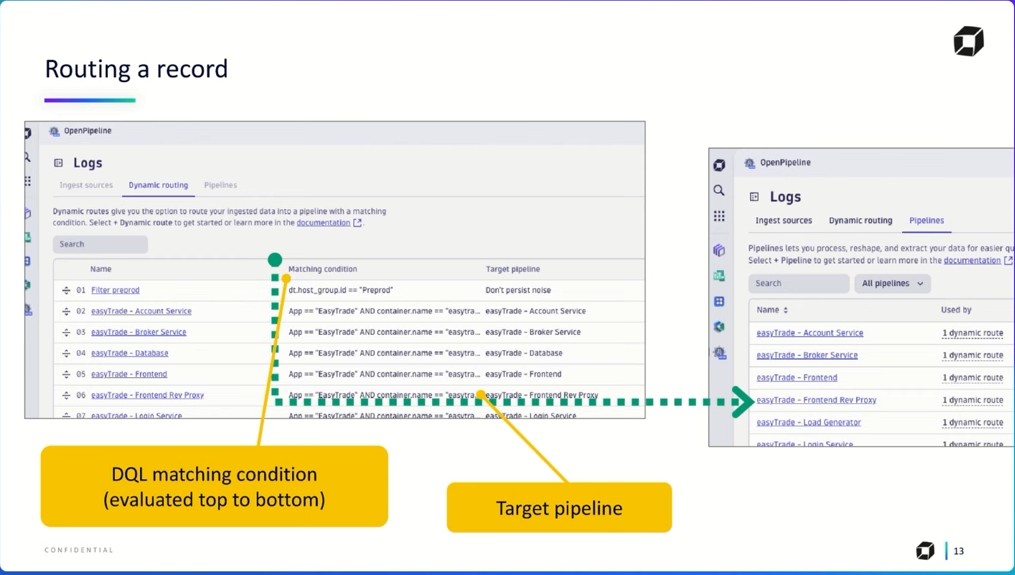 Routing a record
OpenPipeline
Logs
Ingest sources Dynamic routing Pipelines
Dynamic routes give you the option to route your ingested data into a pipeline with a matching
condition. Select + Dynamic route to get started or learn more in the documentation.
Search
Name Matching condition Target pipeline
01 Filter preprod dt.host_group.id == "Preprod" Don't persist noise
02 easyTrade - Account Service App == "EasyTrade" AND container.name == "easytra... easyTrade - Account Service
03 easyTrade - Broker Service App == "EasyTrade" AND container.name == "easytra... easyTrade - Broker Service
04 easyTrade - Database App == "EasyTrade" AND container.name == "easytra... easyTrade - Database
05 easyTrade - Frontend App == "EasyTrade" AND container.name == "easytra... easyTrade - Frontend
06 easyTrade - Frontend Rev Proxy App == "EasyTrade" AND container.name == "easytra... easyTrade - Frontend Rev Proxy
07 easyTrade - Login Service App == "EasyTrade" AND container.name == "easytra... easyTrade - Login Service
OpenPipeline
Logs
Ingest sources Dynamic routing Pipelines
Pipelines lets you process, reshape, and extract your data for easier
Select + Pipeline to get started or learn more in the documentation
Search All pipelines
Name Used by
easyTrade - Account Service 1 dynamic route
easyTrade - Broker Service 1 dynamic route
easyTrade - Frontend 1 dynamic route
easyTrade - Frontend Rev Proxy 1 dynamic route
easyTrade - Load Generator 1 dynamic route
easyTrade - Login Service 1 dynamic route
DQL matching condition
(evaluated top to bottom)
Target pipeline
CONFIDENTIAL
13